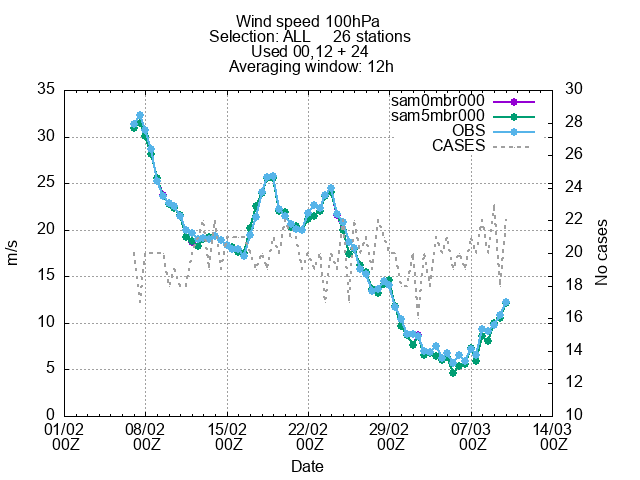 Wind speed 100hPa
Selection: ALL 26 stations
Used 00,12 + 24
Averaging window: 12h
35 30
30 28
25 26
20 24
15 22
10 20
5 18
0 16
14
12
10
m/s
No cases
sam0mbr000
sam5mbr000
OBS
CASES
01/02 08/02 15/02 22/02 29/02 07/03 14/03
00Z 00Z 00Z 00Z 00Z 00Z 00Z
Date